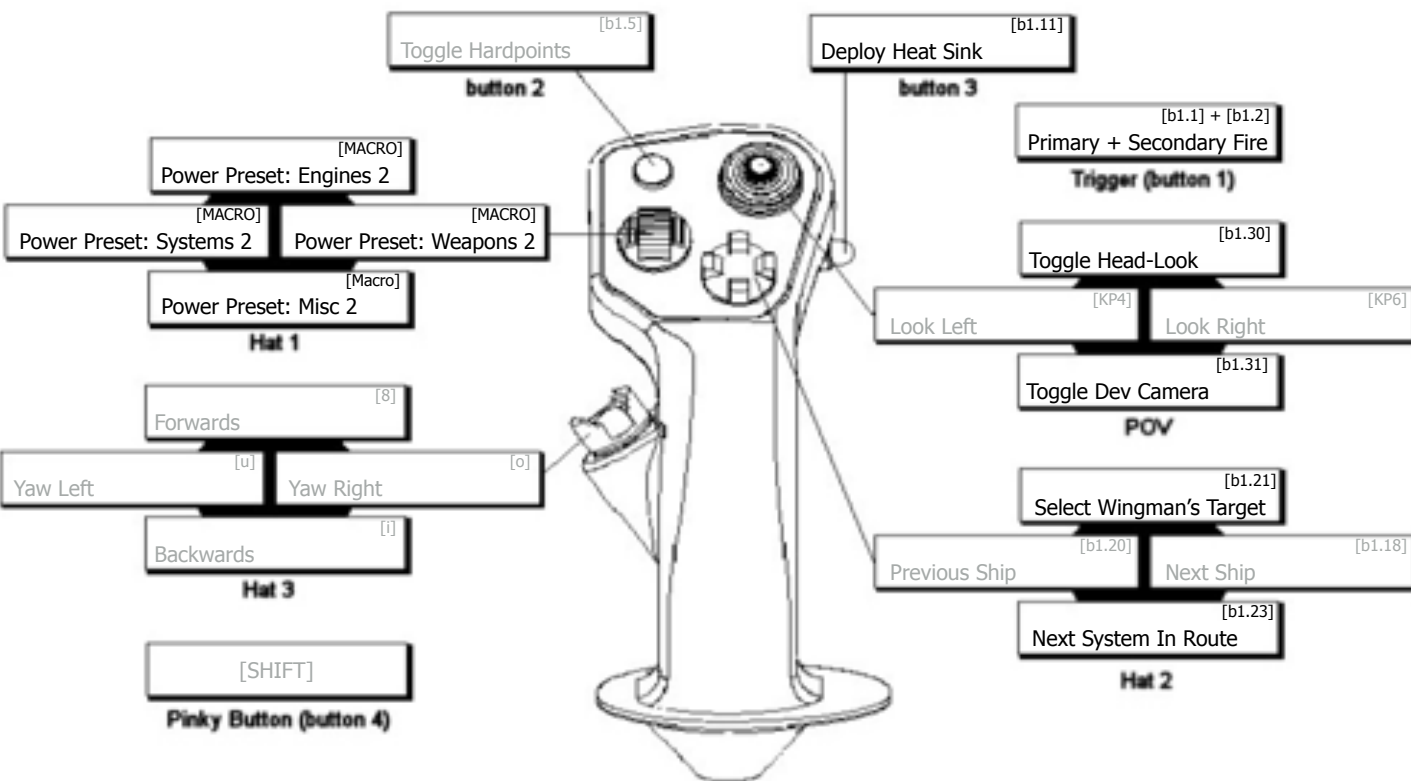 [b1.5]
Toggle Hardpoints
button 2
[b1.11]
Deploy Heat Sink
button 3
[b1.1] + [b1.2]
Primary + Secondary Fire
Trigger (button 1)
[MACRO]
Power Preset: Engines 2
[MACRO]
Power Preset: Systems 2
[MACRO]
Power Preset: Weapons 2
[Macro]
Power Preset: Misc 2
Hat 1
[b1.30]
Toggle Head-Look
[KP4]
Look Left
[KP6]
Look Right
[b1.31]
Toggle Dev Camera
POV
[8]
Forwards
[u]
Yaw Left
[o]
Yaw Right
[i]
Backwards
Hat 3
[b1.21]
Select Wingman’s Target
[b1.20]
Previous Ship
[b1.18]
Next Ship
[b1.23]
Next System In Route
Hat 2
[SHIFT]
Pinky Button (button 4)